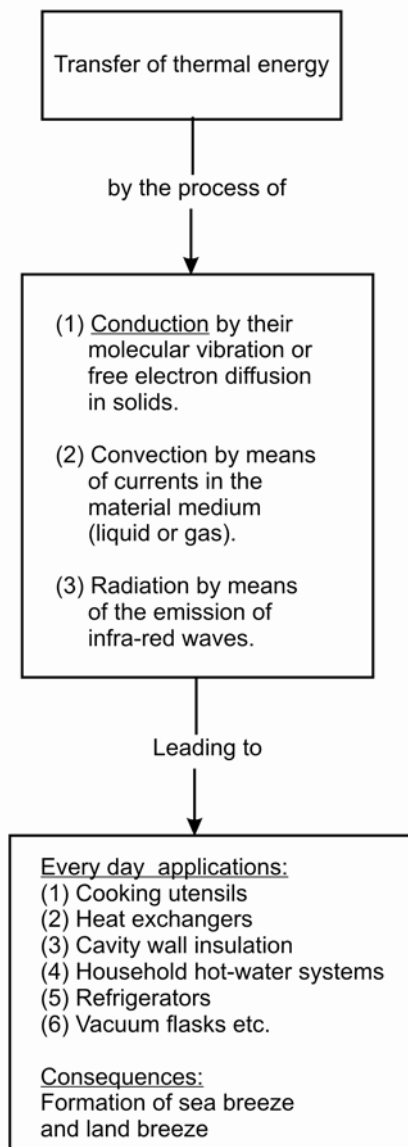 Transfer of thermal energy
by the process of
(1) Conduction by their
molecular vibration or
free electron diffusion
in solids.
(2) Convection by means
of currents in the
material medium
(liquid or gas).
(3) Radiation by means
of the emission of
infra-red waves.
Leading to
Every day applications:
(1) Cooking utensils
(2) Heat exchangers
(3) Cavity wall insulation
(4) Household hot-water systems
(5) Refrigerators
(6) Vacuum flasks etc.
Consequences:
Formation of sea breeze
and land breeze